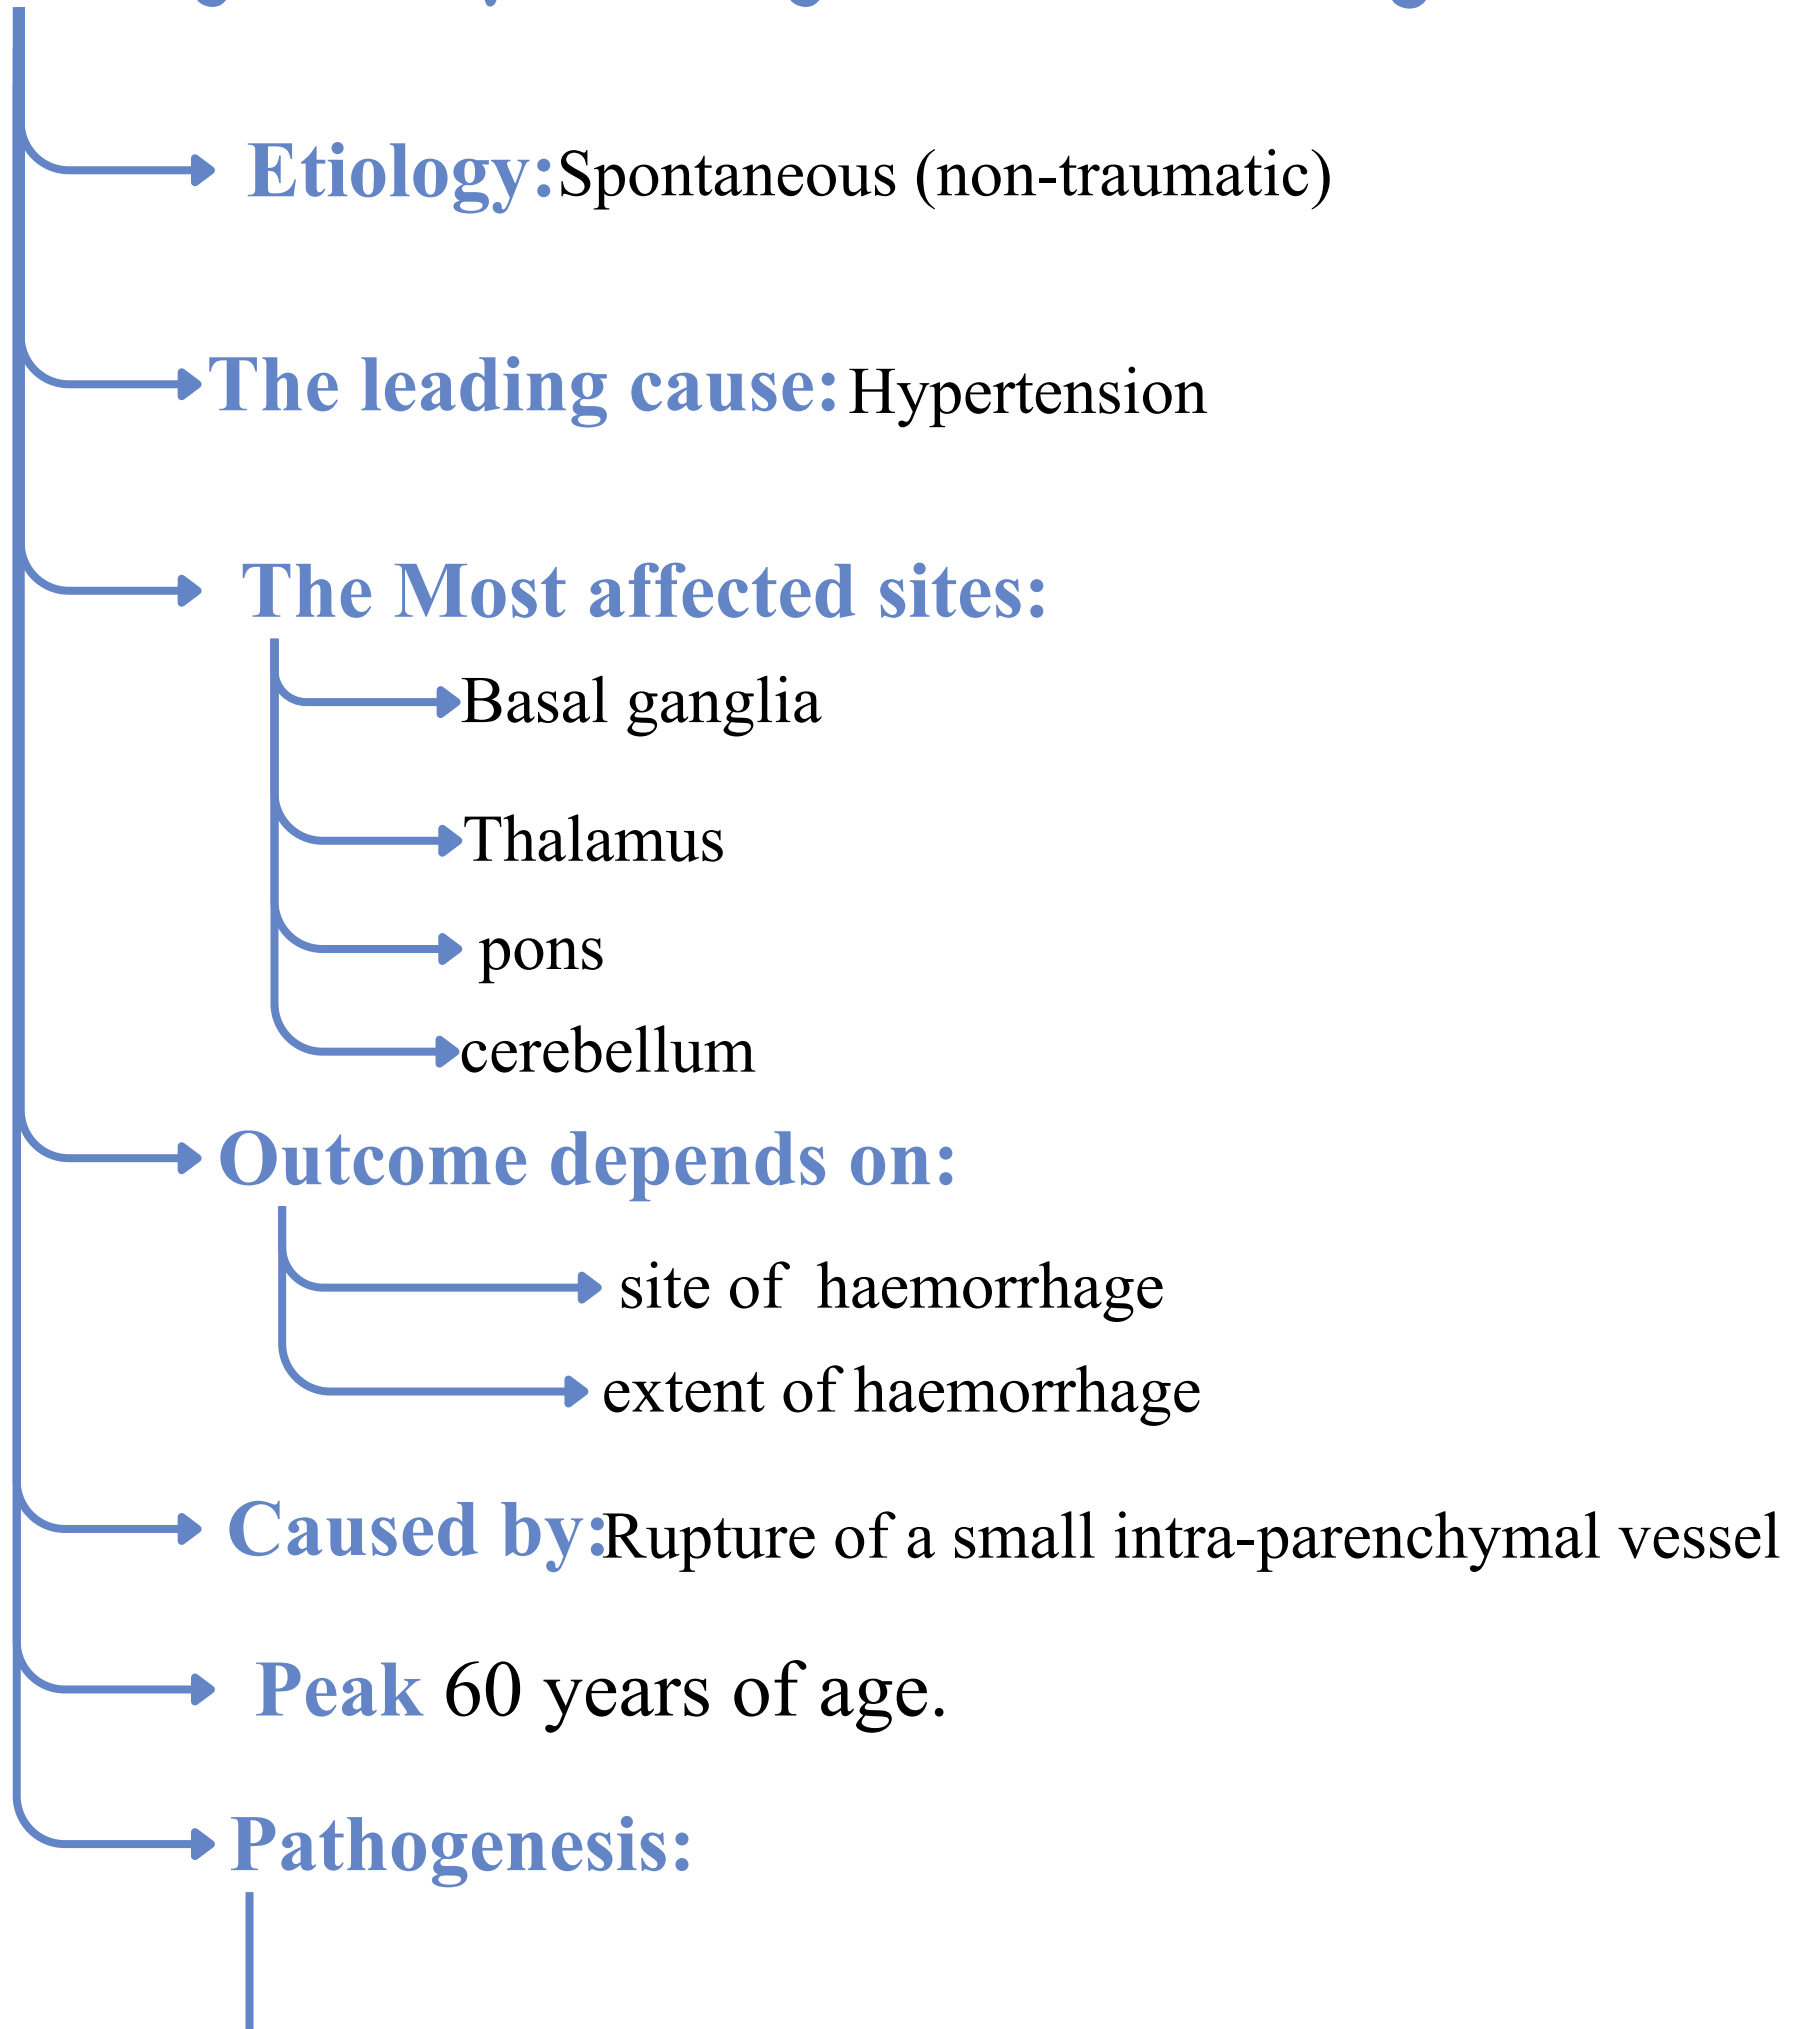 Etiology: Spontaneous (non-traumatic)
The leading cause: Hypertension
The Most affected sites:
Basal ganglia
Thalamus
pons
cerebellum
Outcome depends on:
site of haemorrhage
extent of haemorrhage
Caused by: Rupture of a small intra-parenchymal vessel
Peak 60 years of age.
Pathogenesis: